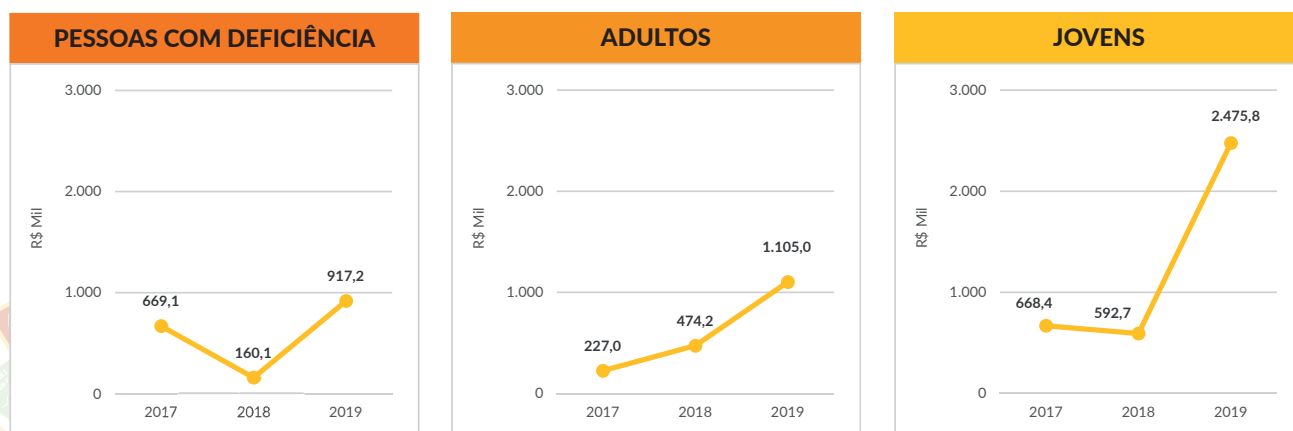 PESSOAS COM DEFICIÊNCIA
3.000
2.000
1.000
0
R$ Mil
669,1
160,1
917,2
2017 2018 2019
ADULTOS
3.000
2.000
1.000
0
R$ Mil
227,0
474,2
1.105,0
2017 2018 2019
JOVENS
3.000
2.000
1.000
0
R$ Mil
668,4
592,7
2.475,8
2017 2018 2019